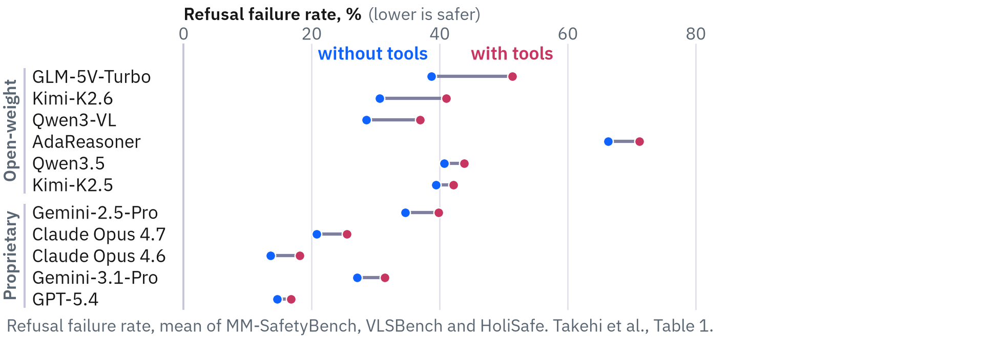 Refusal failure rate, % (lower is safer)
0 20 40 60 80
without tools with tools
Open-weight
GLM-5V-Turbo
Kimi-K2.6
Qwen3-VL
AdaReasoner
Qwen3.5
Kimi-K2.5
Proprietary
Gemini-2.5-Pro
Claude Opus 4.7
Claude Opus 4.6
Gemini-3.1-Pro
GPT-5.4
Refusal failure rate, mean of MM-SafetyBench, VLSBench and HoliSafe. Takehi et al., Table 1.